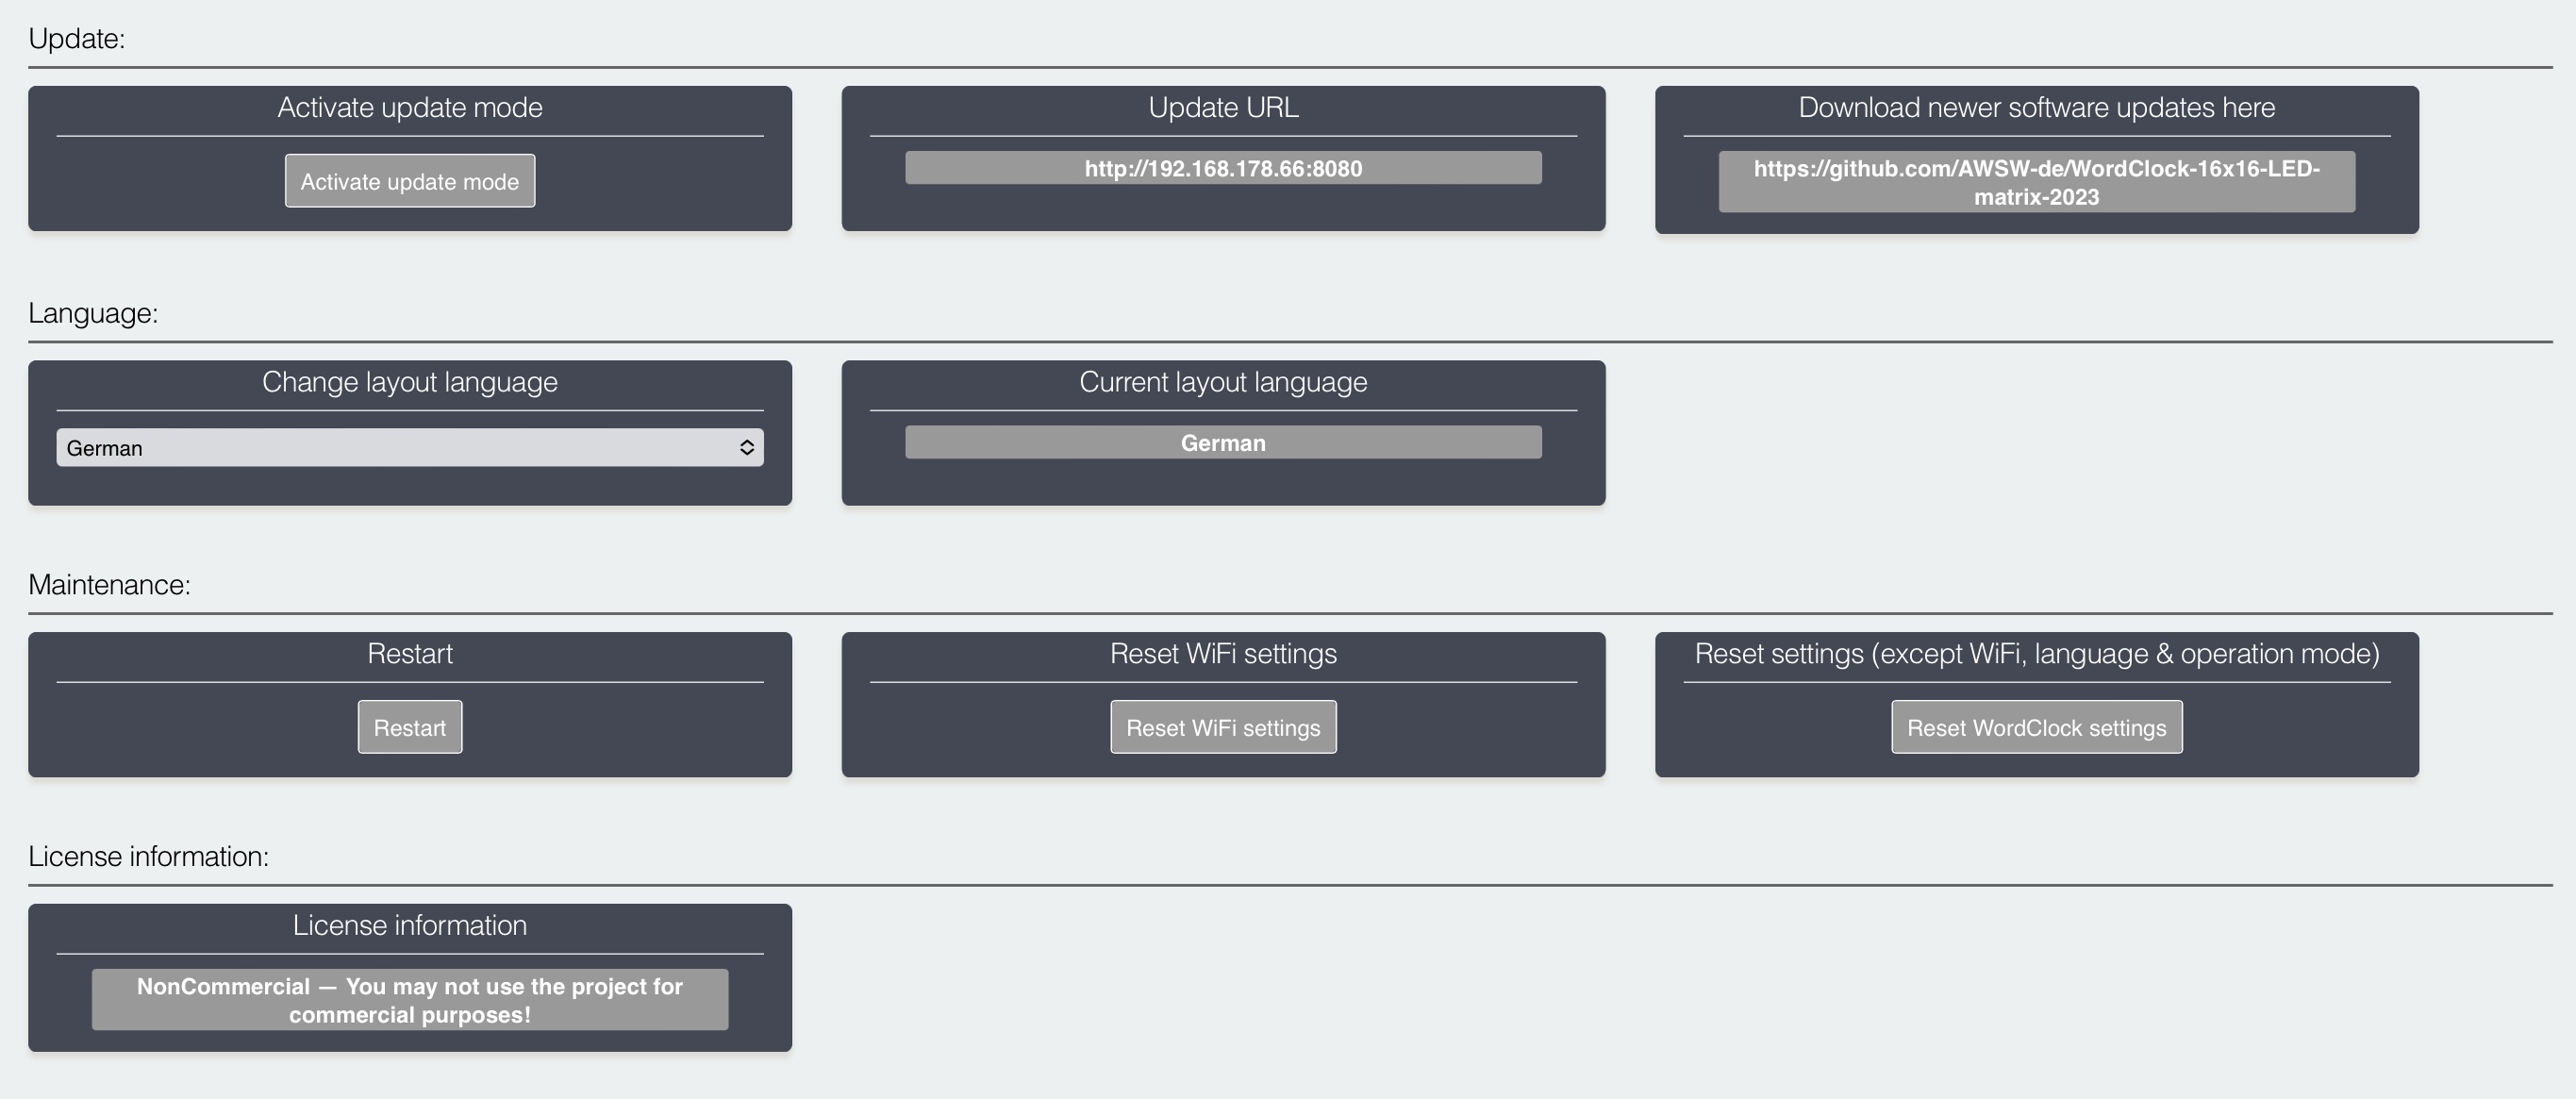 Update:
Activate update mode
Activate update mode
Update URL
http://192.168.178.66:8080
Download newer software updates here
https://github.com/AWSW-de/WordClock-16x16-LED-
matrix-2023
Language:
Change layout language
German
Current layout language
German
Maintenance:
Restart
Restart
Reset WiFi settings
Reset WiFi settings
Reset settings (except WiFi, language & operation mode)
Reset WordClock settings
License information:
License information
NonCommercial — You may not use the project for
commercial purposes!